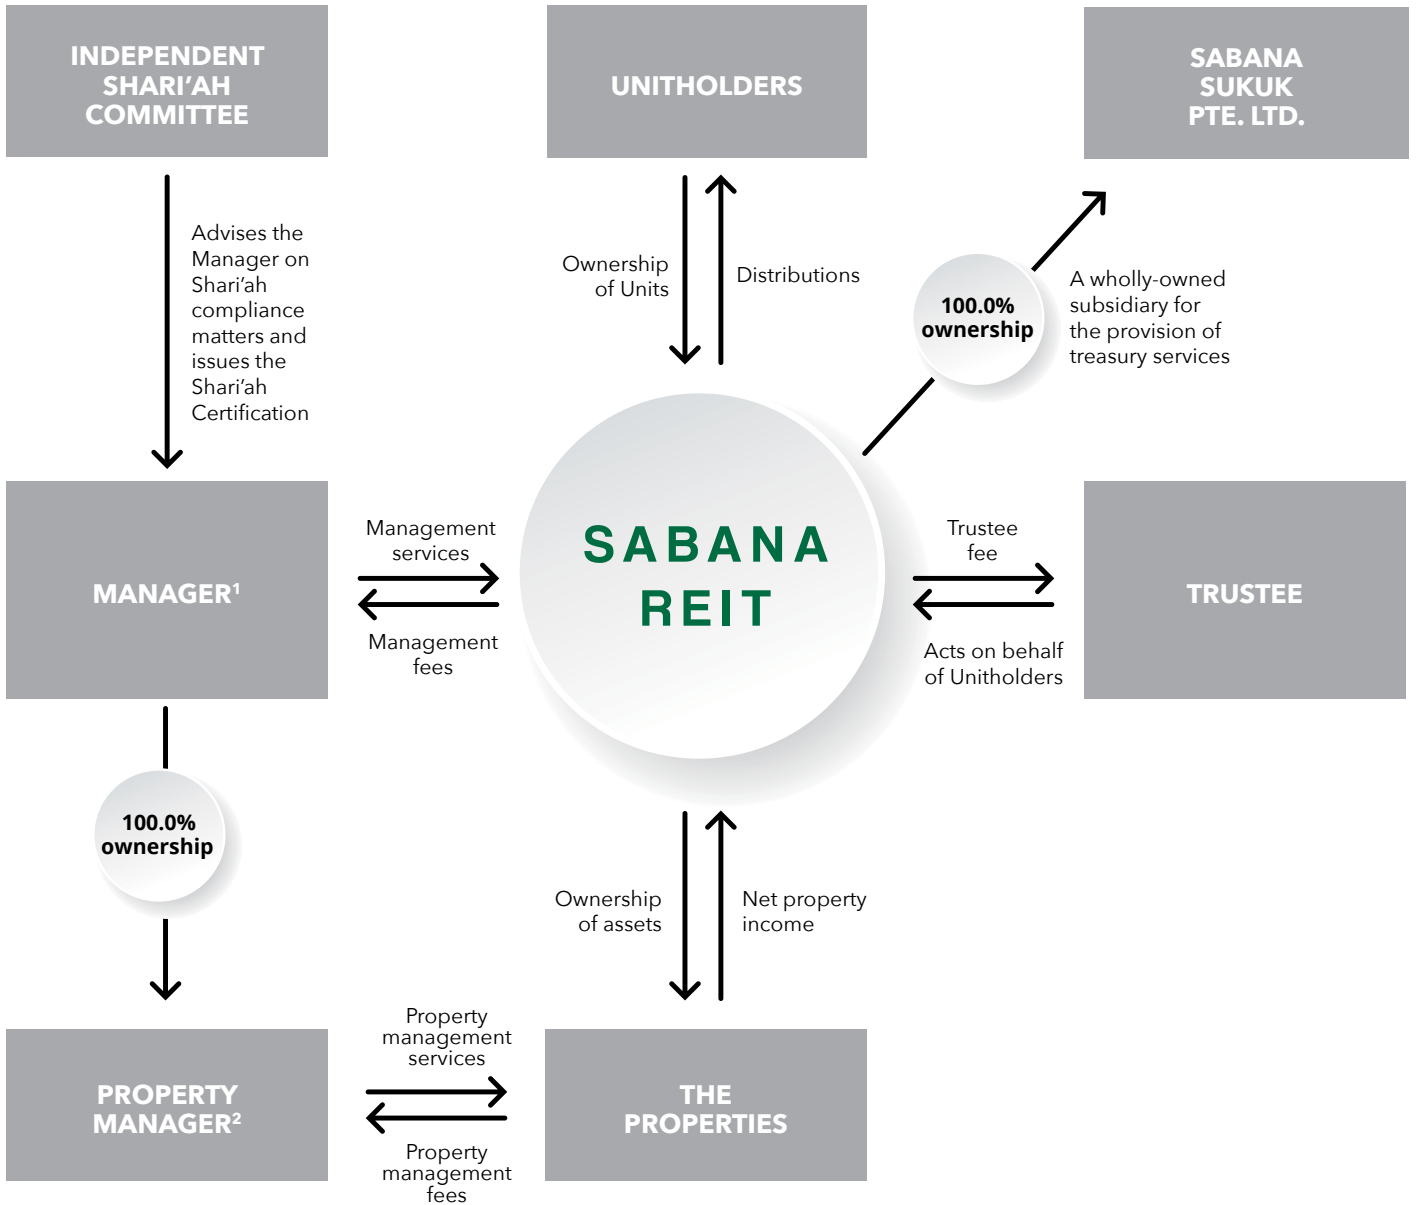 INDEPENDENT
SHARI’AH
COMMITTEE
UNITHOLDERS
SABANA
SUKUK
PTE. LTD.
Advises the
Manager on
Shari’ah
compliance
matters and
issues the
Shari’ah
Certification
Ownership
of Units
Distributions
100.0%
ownership
A wholly-owned
subsidiary for
the provision of
treasury services
MANAGER¹
Management
services
Management
fees
SABANA
REIT
Trustee
fee
Acts on behalf
of Unitholders
TRUSTEE
100.0%
ownership
Ownership
of assets
Net property
income
PROPERTY
MANAGER²
Property
management
services
Property
management
fees
THE
PROPERTIES